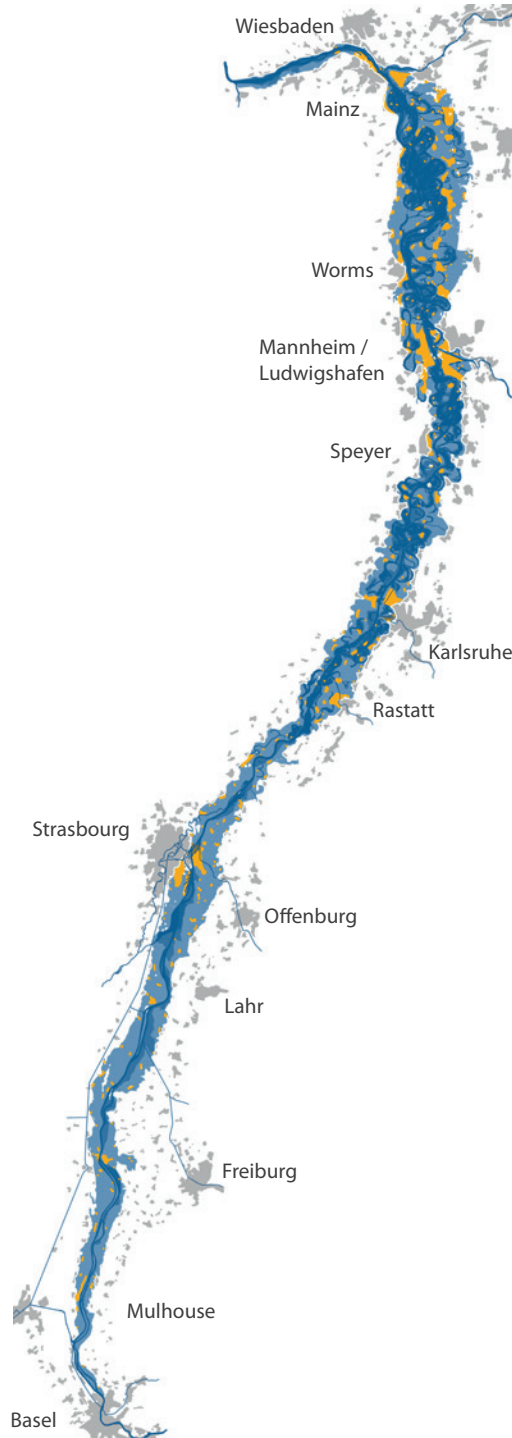 Wiesbaden
Mainz
Worms
Mannheim /
Ludwigshafen
Speyer
Karlsruhe
Rastatt
Strasbourg
Offenburg
Lahr
Freiburg
Mulhouse
Basel